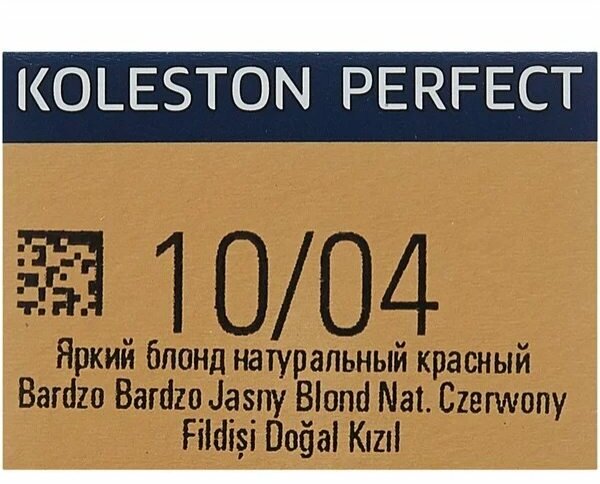 KOLESTON PERFECT
10/04
Яркий блонд натуральный красный
Bardzo Bardzo Jasny Blond Nat. Czerwony
Fildişi Doğal Kızıl